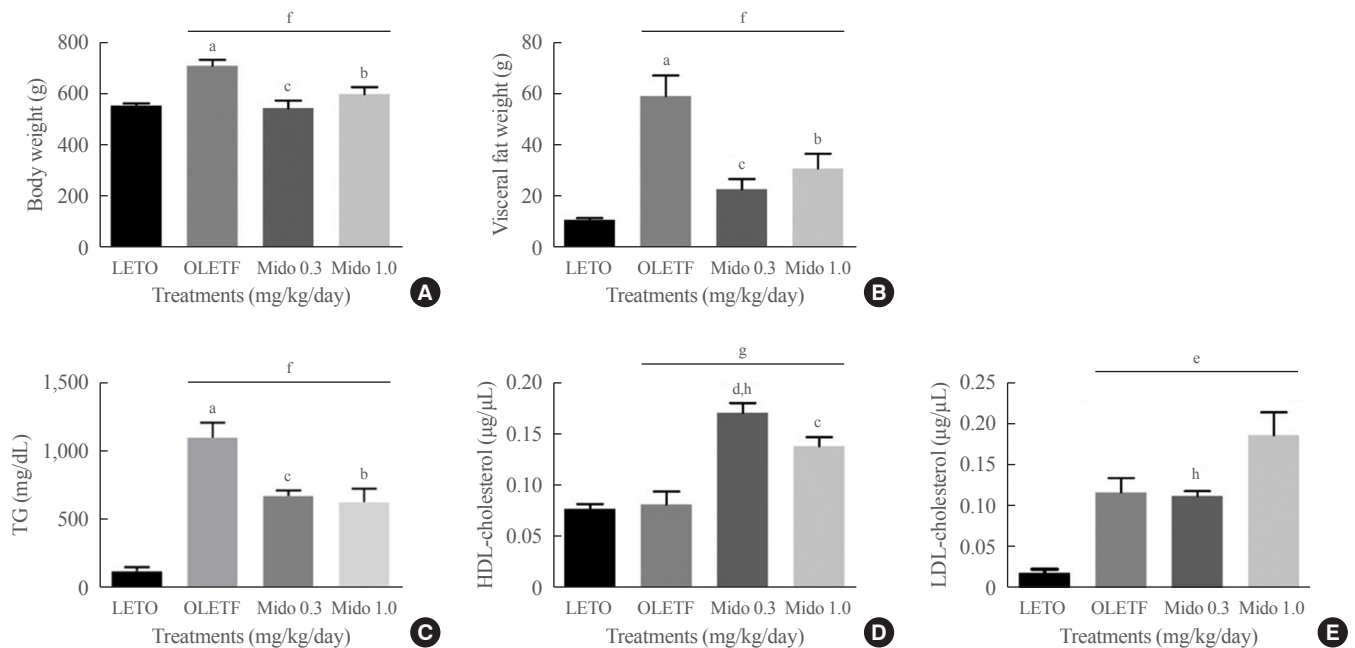 f
800
a
600
c
b
400
200
0
Body weight (g)
LETO OLETF Mido 0.3 Mido 1.0
Treatments (mg/kg/day)
A
f
80
a
60
40
c
b
20
0
Visceral fat weight (g)
LETO OLETF Mido 0.3 Mido 1.0
Treatments (mg/kg/day)
B
f
1,500
a
1,000
c
b
500
0
TG (mg/dL)
LETO OLETF Mido 0.3 Mido 1.0
Treatments (mg/kg/day)
C
g
0.20
d,h
0.15
c
0.10
0.05
0
HDL-cholesterol (µg/µL)
LETO OLETF Mido 0.3 Mido 1.0
Treatments (mg/kg/day)
D
e
0.25
0.20
0.15
h
0.10
0.05
0
LDL-cholesterol (µg/µL)
LETO OLETF Mido 0.3 Mido 1.0
Treatments (mg/kg/day)
E